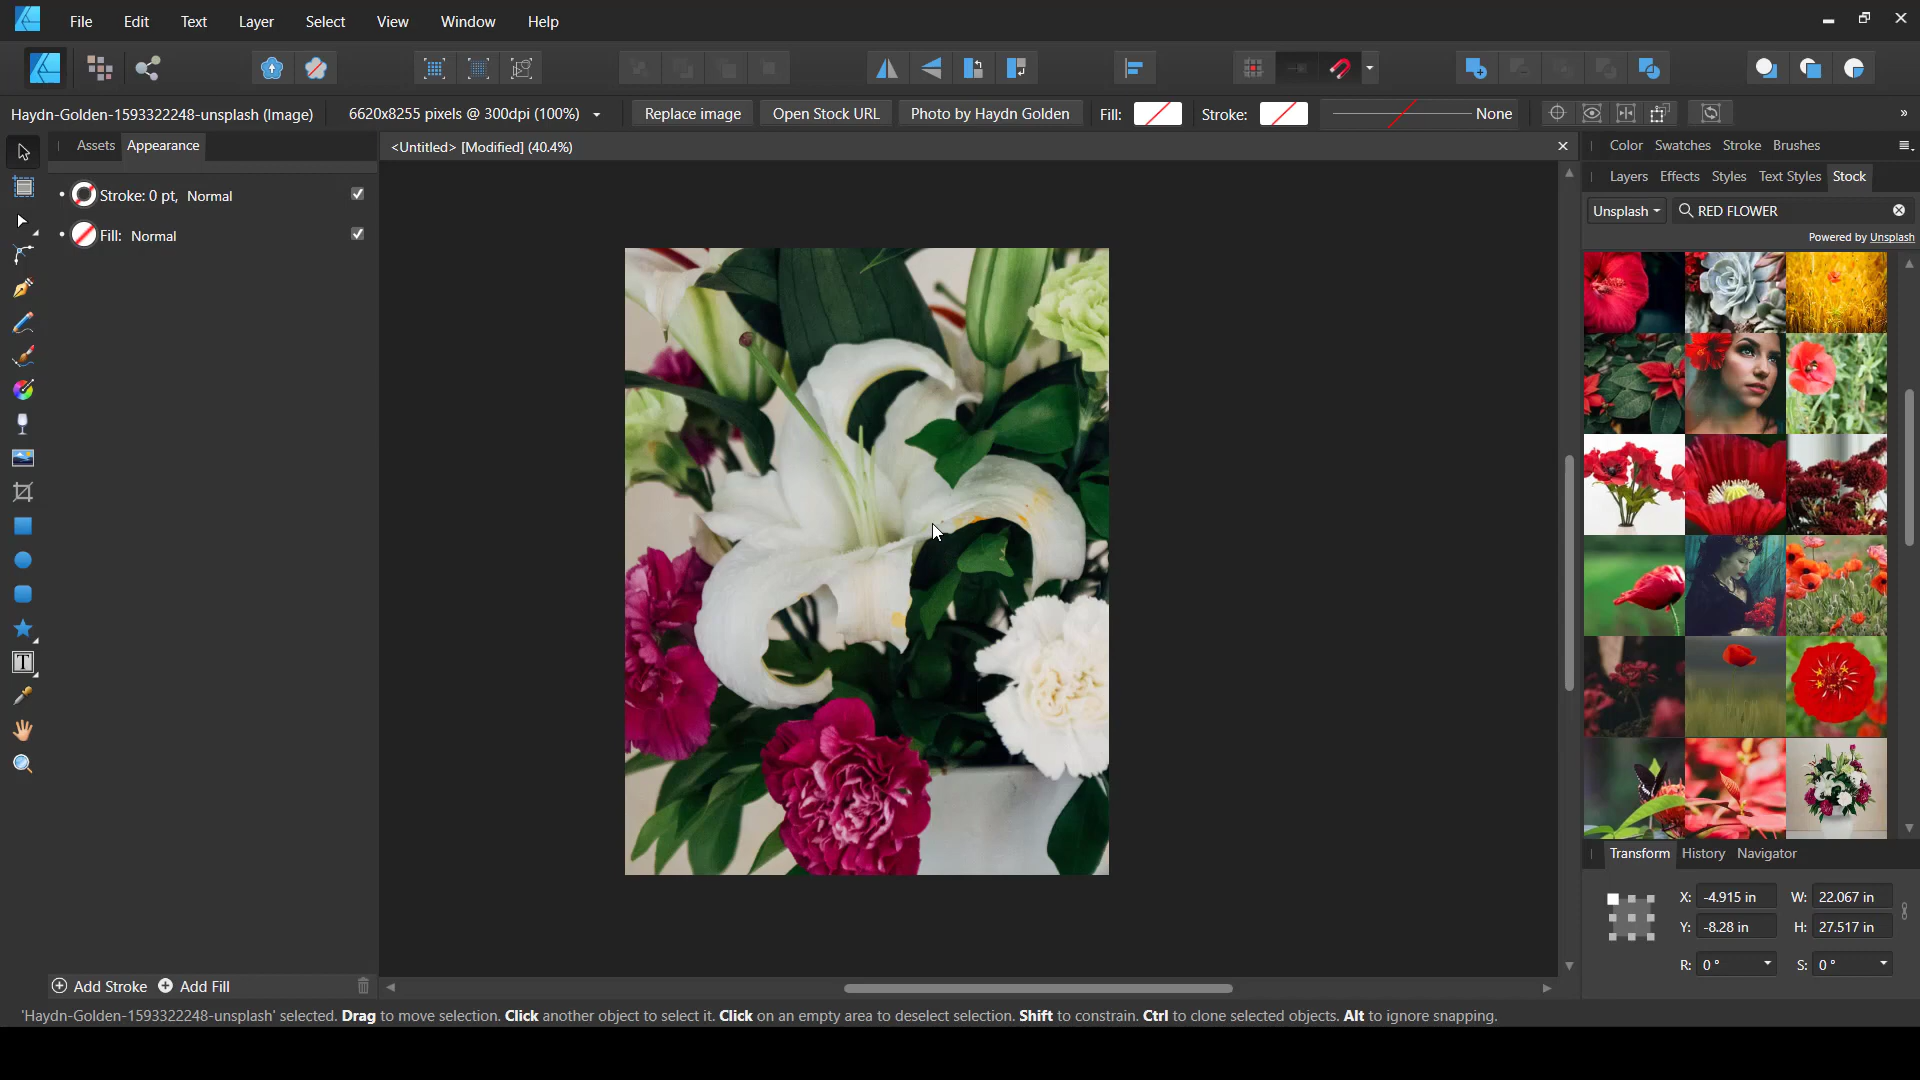 File Edit Text Layer Select View Window Help
Haydn-Golden-1593322248-unsplash (Image) 6620x8255 pixels @ 300dpi (100%) Replace image Open Stock URL Photo by Haydn Golden Fill: Stroke: None »
Assets Appearance
<Untitled> [Modified] (40.4%)
Color Swatches Stroke Brushes
Layers Effects Styles Text Styles Stock
Stroke: 0 pt, Normal
Unsplash RED FLOWER
Fill: Normal
Powered by Unsplash
Transform History Navigator
X: -4.915 in W: 22.067 in
Y: -8.28 in H: 27.517 in
R: 0 ° S: 0 °
Add Stroke Add Fill
'Haydn-Golden-1593322248-unsplash' selected. Drag to move selection. Click another object to select it. Click on an empty area to deselect selection. Shift to constrain. Ctrl to clone selected objects. Alt to ignore snapping.